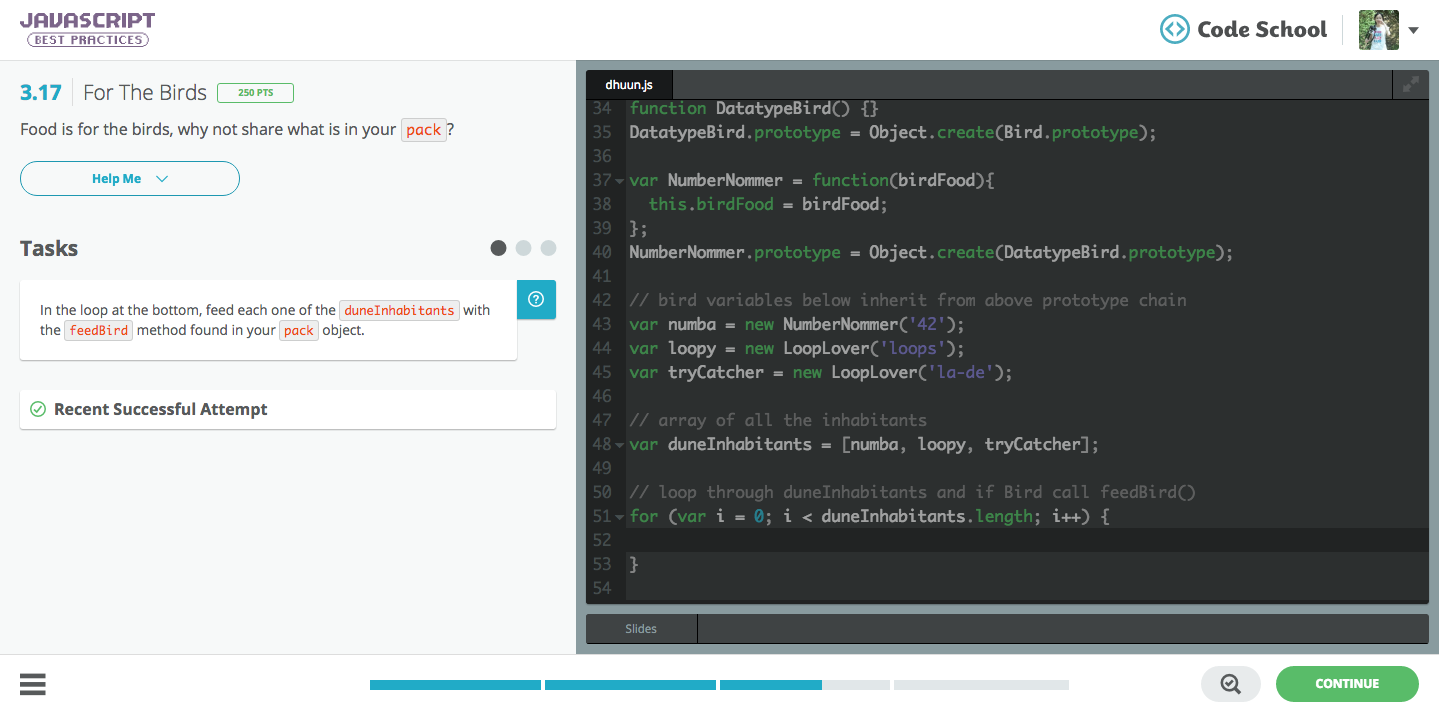 JAVASCRIPT
BEST PRACTICES
Code School
3.17 For The Birds 250 PTS
Food is for the birds, why not share what is in your pack?
Help Me
Tasks
In the loop at the bottom, feed each one of the duneInhabitants with
the feedBird method found in your pack object.
Recent Successful Attempt
dhuun.js
34 function DatatypeBird() {}
35 DatatypeBird.prototype = Object.create(Bird.prototype);
36
37 var NumberNommer = function(birdFood){
38   this.birdFood = birdFood;
39 };
40 NumberNommer.prototype = Object.create(DatatypeBird.prototype);
41
42 // bird variables below inherit from above prototype chain
43 var numba = new NumberNommer('42');
44 var loopy = new LoopLover('loops');
45 var tryCatcher = new LoopLover('la-de');
46
47 // array of all the inhabitants
48 var duneInhabitants = [numba, loopy, tryCatcher];
49
50 // loop through duneInhabitants and if Bird call feedBird()
51 for (var i = 0; i < duneInhabitants.length; i++) {
52
53 }
54
Slides
CONTINUE